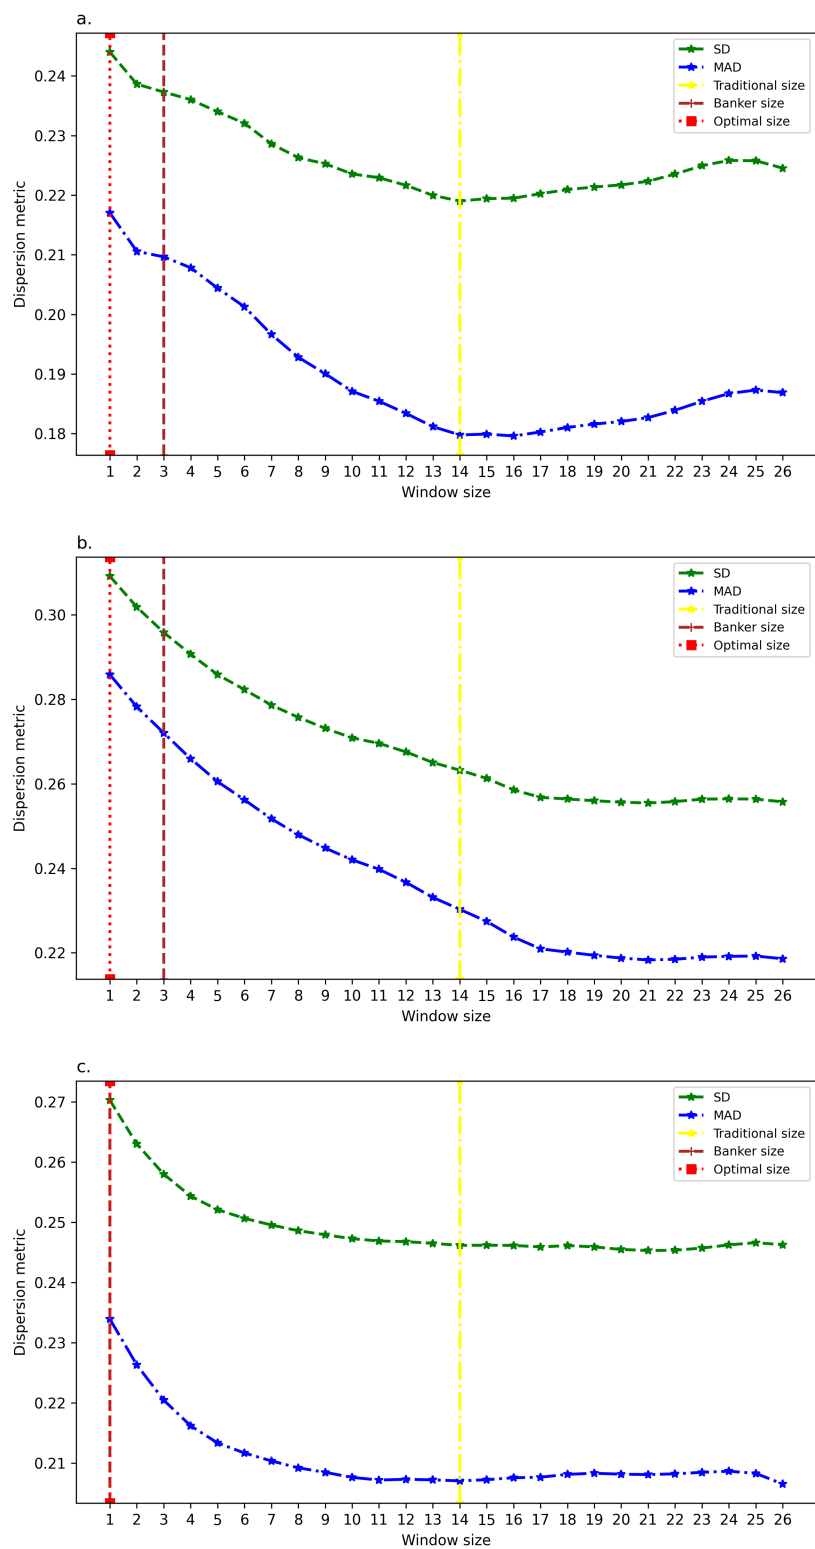 a.
0.24
0.23
0.22
0.21
0.20
0.19
0.18
Dispersion metric
SD
MAD
Traditional size
Banker size
Optimal size
1 2 3 4 5 6 7 8 9 10 11 12 13 14 15 16 17 18 19 20 21 22 23 24 25 26
Window size
b.
0.30
0.28
0.26
0.24
0.22
Dispersion metric
SD
MAD
Traditional size
Banker size
Optimal size
1 2 3 4 5 6 7 8 9 10 11 12 13 14 15 16 17 18 19 20 21 22 23 24 25 26
Window size
c.
0.27
0.26
0.25
0.24
0.23
0.22
0.21
Dispersion metric
SD
MAD
Traditional size
Banker size
Optimal size
1 2 3 4 5 6 7 8 9 10 11 12 13 14 15 16 17 18 19 20 21 22 23 24 25 26
Window size